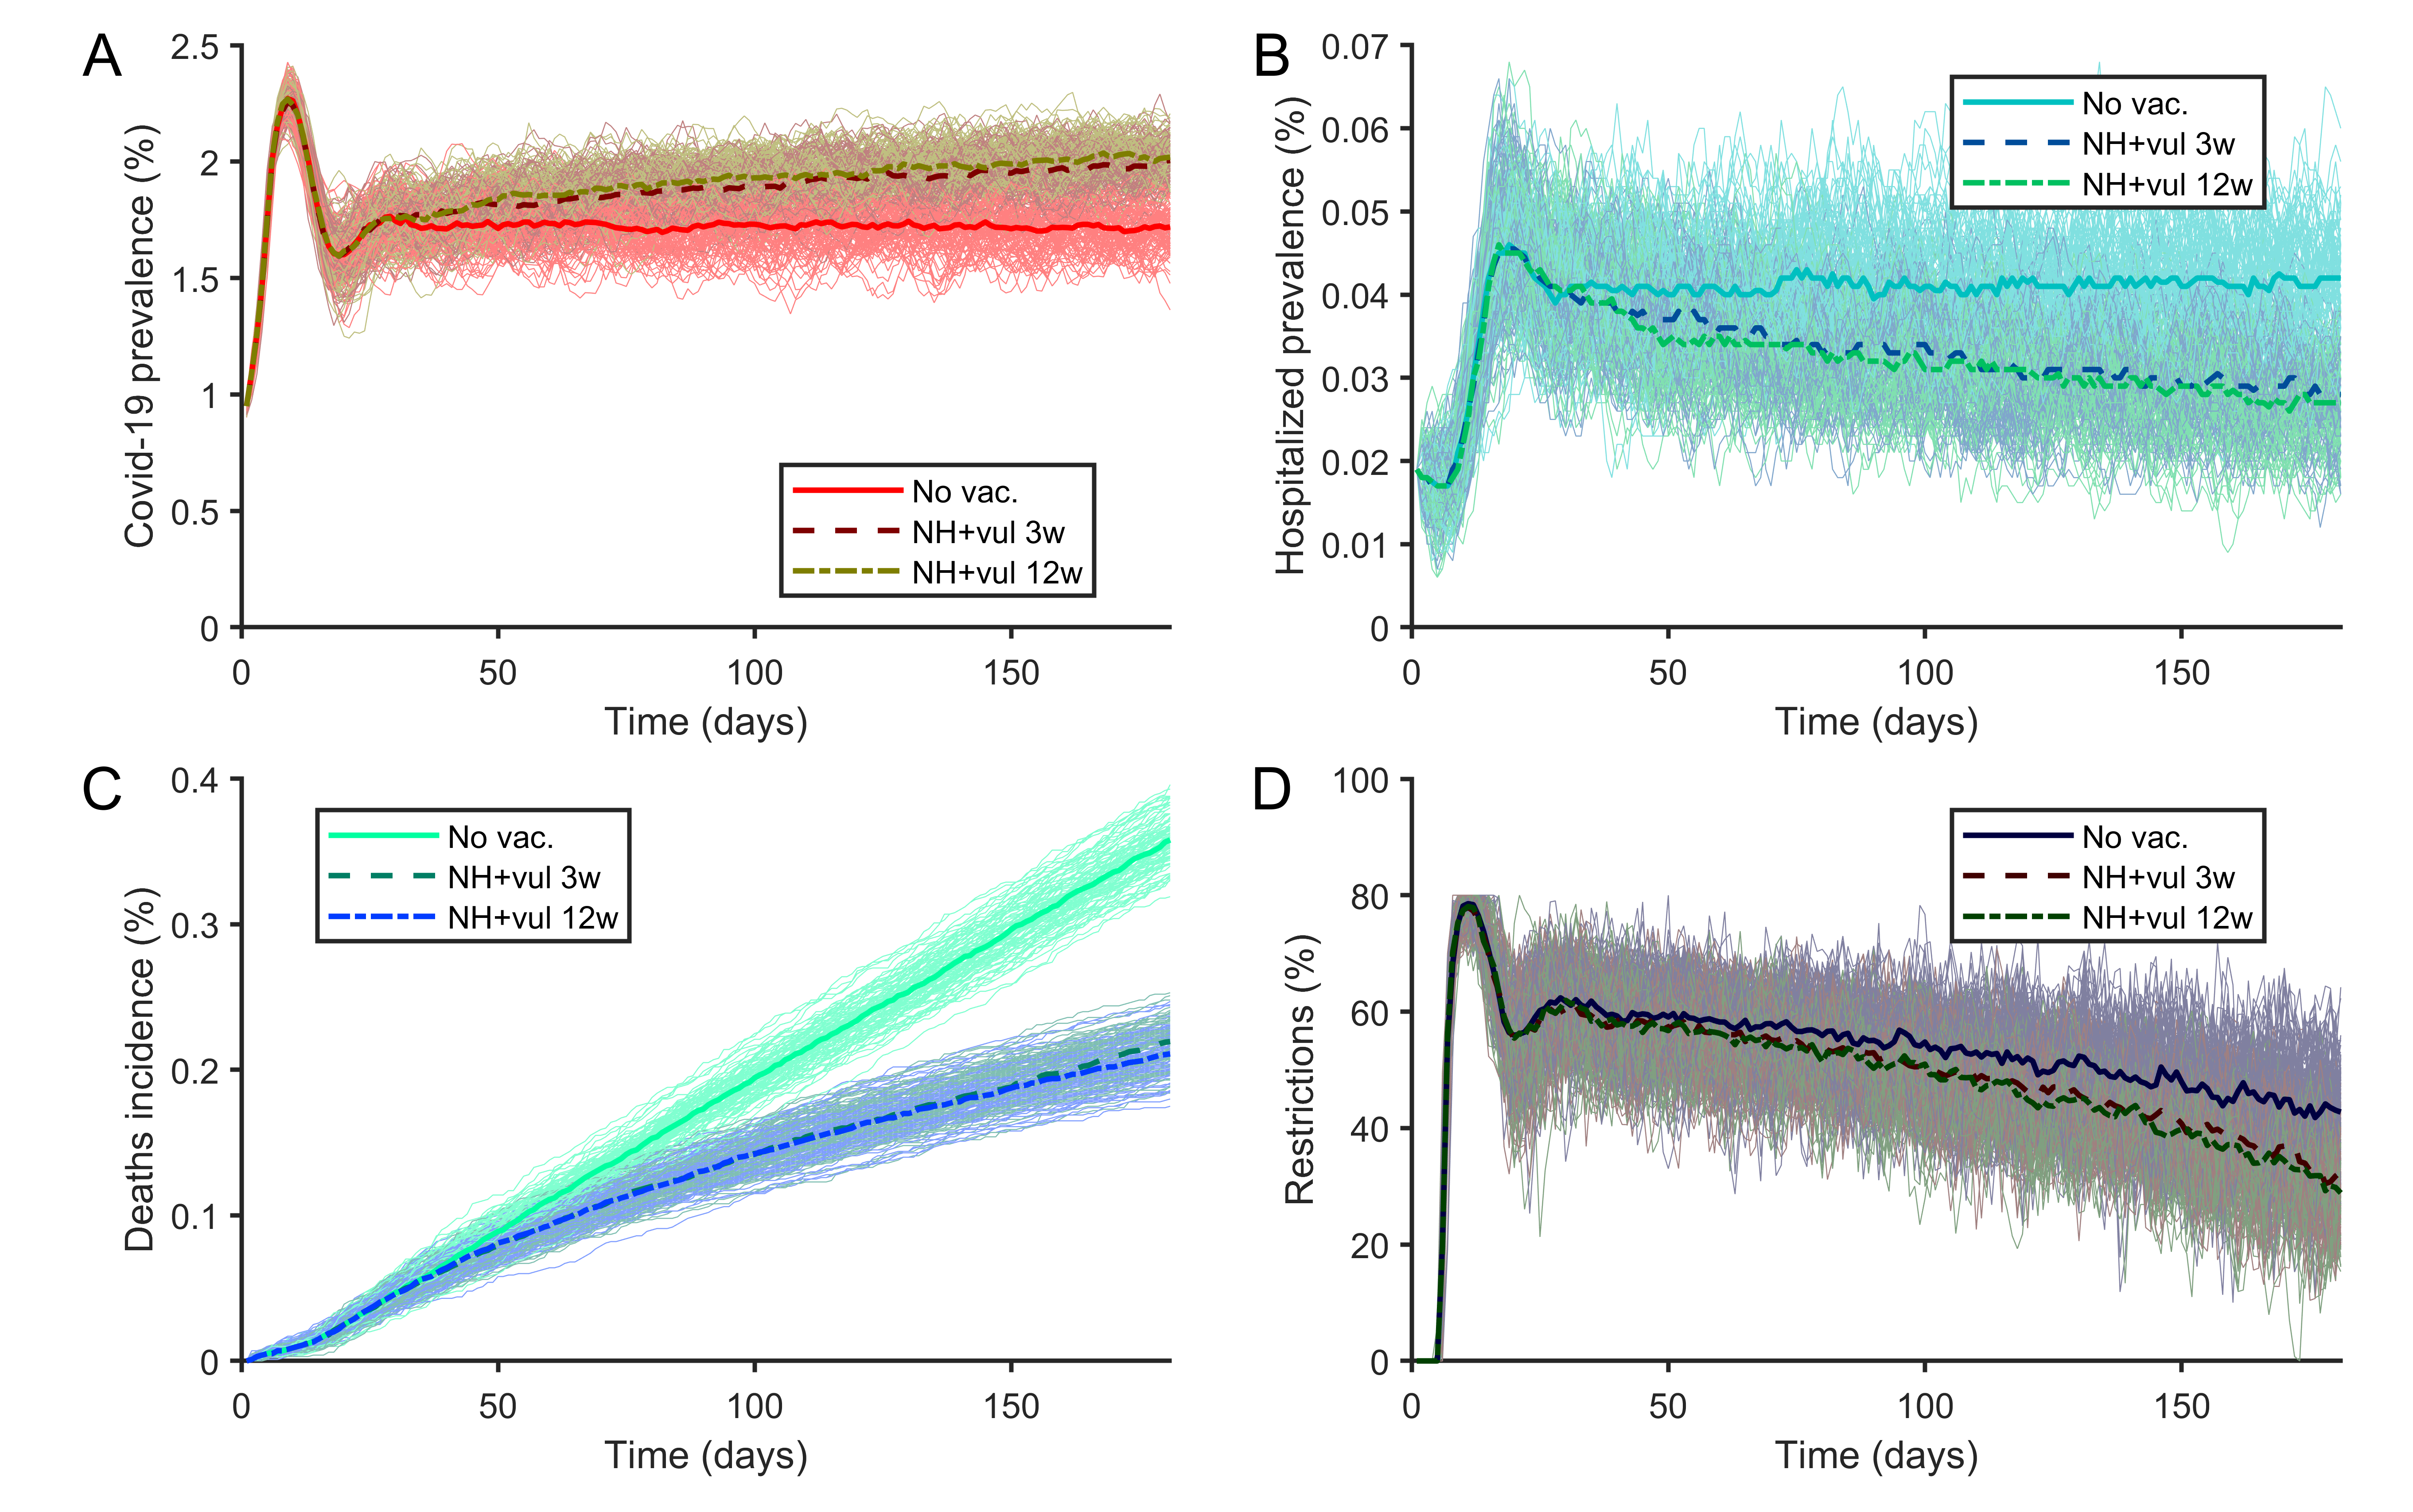 A
Covid-19 prevalence (%)
2.5
2
1.5
1
0.5
0
0 50 100 150
Time (days)
No vac.
NH+vul 3w
NH+vul 12w
B
Hospitalized prevalence (%)
0.07
0.06
0.05
0.04
0.03
0.02
0.01
0
0 50 100 150
Time (days)
No vac.
NH+vul 3w
NH+vul 12w
C
Deaths incidence (%)
0.4
0.3
0.2
0.1
0
0 50 100 150
Time (days)
No vac.
NH+vul 3w
NH+vul 12w
D
Restrictions (%)
100
80
60
40
20
0
0 50 100 150
Time (days)
No vac.
NH+vul 3w
NH+vul 12w